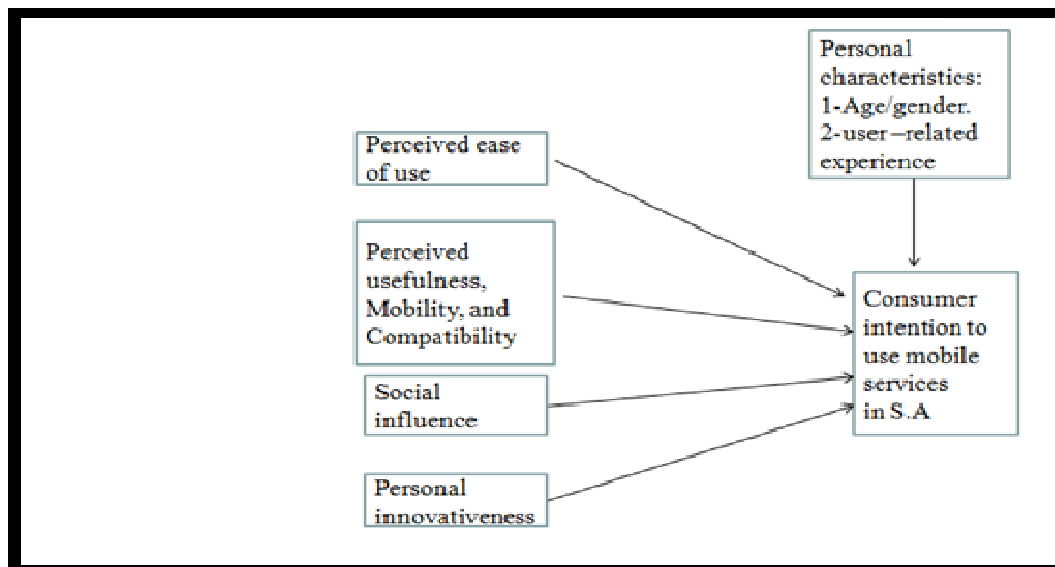 Personal
characteristics:
1-Age/gender.
2-user–related
experience
Perceived ease
of use
Perceived
usefulness,
Mobility, and
Compatibility
Social
influence
Personal
innovativeness
Consumer
intention to
use mobile
services
in S.A